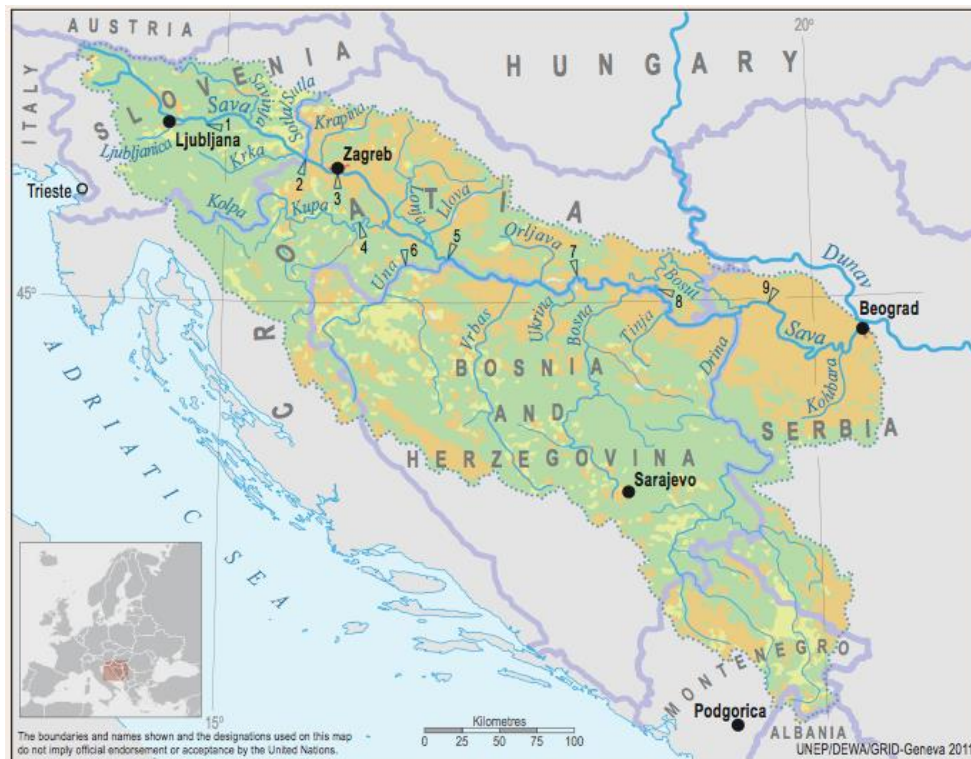 AUSTRIA
20°
HUNGARY
ITALY
SLOVENIA
Savinja
Sotla/Sutla
Sava
1
Krapina
Ljubljana
Ljubljanica
Krka
Zagreb
2
3
Trieste
Kolpa
Kupa
Lonja
Llova
CROATIA
4
6
5
Una
Orljava
7
Dunav
45°
Bosut
8
9
Beograd
Vrbas
Ukrina
Bosna
Tinja
Drina
Sava
Kolubara
BOSNIA
AND
HERZEGOVINA
SERBIA
Sarajevo
ADRIATIC SEA
MONTENEGRO
Podgorica
ALBANIA
15°
Kilometres
0 25 50 75 100
The boundaries and names shown and the designations used on this map
do not imply official endorsement or acceptance by the United Nations.
UNEP/DEWA/GRID-Geneva 2011